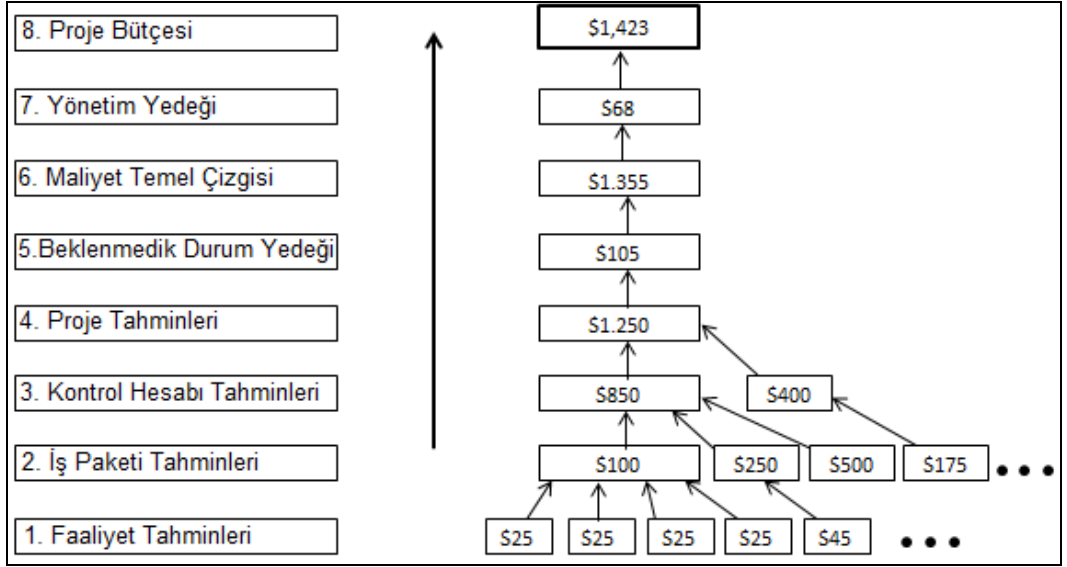 8. Proje Bütçesi
$1,423
7. Yönetim Yedeği
$68
6. Maliyet Temel Çizgisi
$1.355
5.Beklenmedik Durum Yedeği
$105
4. Proje Tahminleri
$1.250
3. Kontrol Hesabı Tahminleri
$850
$400
2. İş Paketi Tahminleri
$100
$250
$500
$175
1. Faaliyet Tahminleri
$25
$25
$25
$25
$45